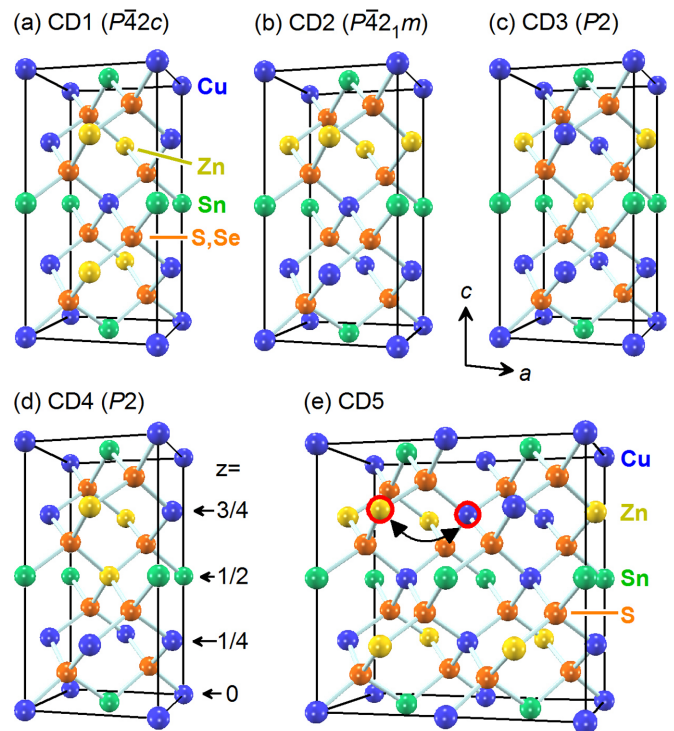 (a) CD1 (P4̅2c)
(b) CD2 (P4̅2₁m)
(c) CD3 (P2)
Cu
Zn
Sn
S,Se
c
a
(d) CD4 (P2)
(e) CD5
z=
3/4
1/2
1/4
0
Cu
Zn
Sn
S